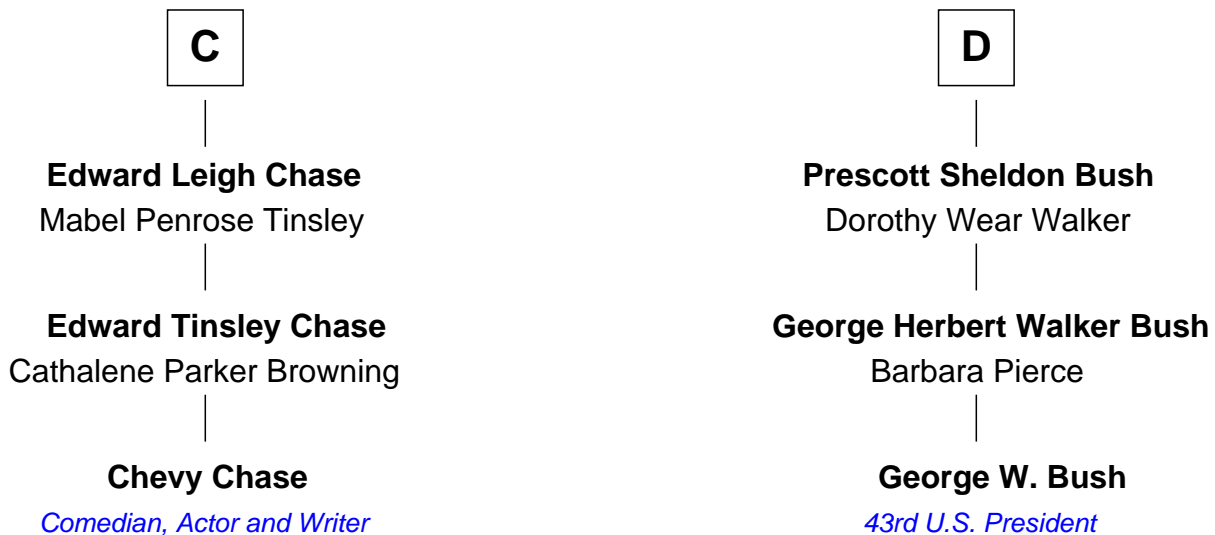 C
Edward Leigh Chase
Mabel Penrose Tinsley
Edward Tinsley Chase
Cathalene Parker Browning
Chevy Chase
Comedian, Actor and Writer
D
Prescott Sheldon Bush
Dorothy Wear Walker
George Herbert Walker Bush
Barbara Pierce
George W. Bush
43rd U.S. President